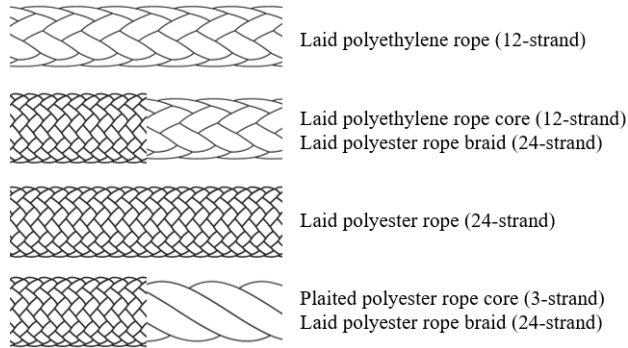 Laid polyethylene rope (12-strand)
Laid polyethylene rope core (12-strand)
Laid polyester rope braid (24-strand)
Laid polyester rope (24-strand)
Plaited polyester rope core (3-strand)
Laid polyester rope braid (24-strand)